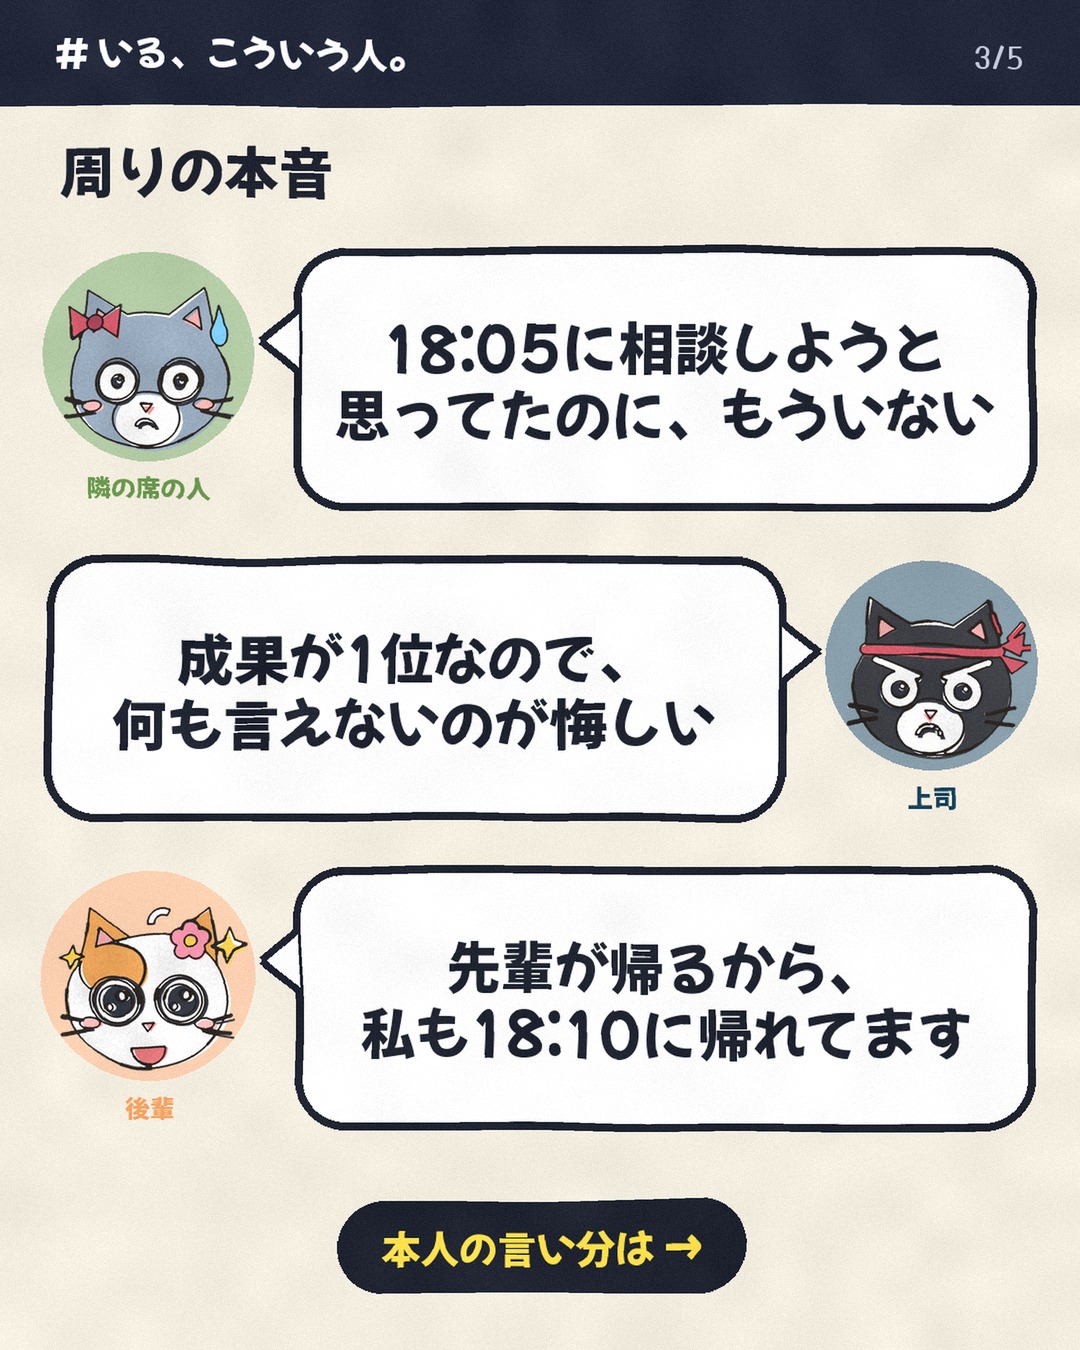 #いる、こういう人。
3/5
周りの本音
18:05に相談しようと
思ってたのに、もういない
隣の席の人
成果が1位なので、
何も言えないのが悔しい
上司
先輩が帰るから、
私も18:10に帰れてます
後輩
本人の言い分は→